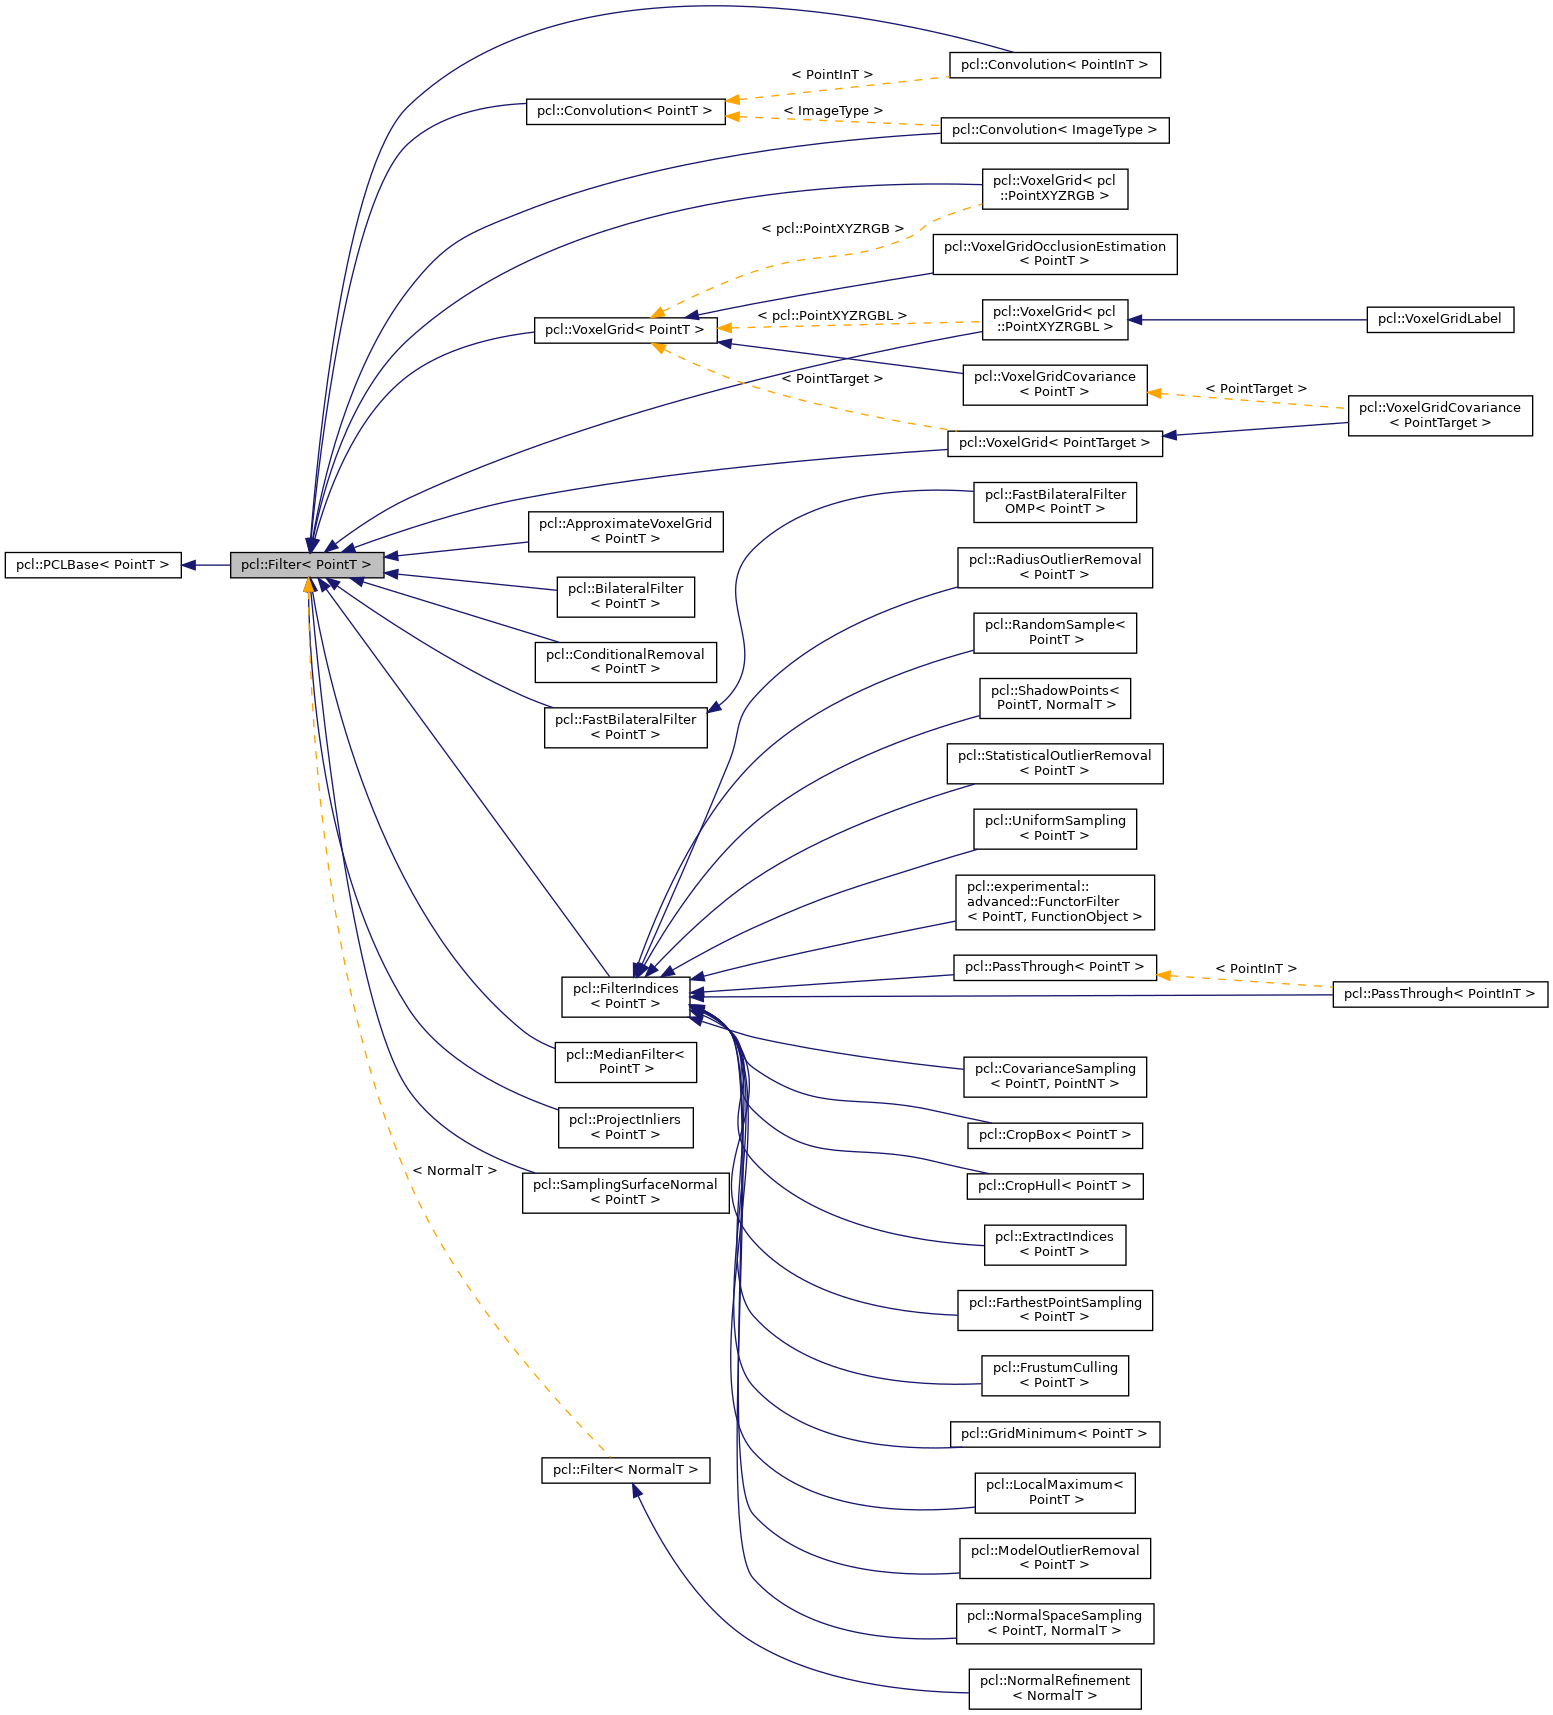 pcl::Convolution< PointInT >
< PointInT >
pcl::Convolution< PointT >
< ImageType >
pcl::Convolution< ImageType >
pcl::VoxelGrid< pcl
::PointXYZRGB >
< pcl::PointXYZRGB >
pcl::VoxelGridOcclusionEstimation
< PointT >
pcl::VoxelGrid< PointT >
< pcl::PointXYZRGBL >
pcl::VoxelGrid< pcl
::PointXYZRGBL >
pcl::VoxelGridLabel
pcl::VoxelGridCovariance
< PointT >
< PointTarget >
< PointTarget >
pcl::VoxelGridCovariance
< PointTarget >
pcl::VoxelGrid< PointTarget >
pcl::FastBilateralFilter
OMP< PointT >
pcl::ApproximateVoxelGrid
< PointT >
pcl::PCLBase< PointT >
pcl::Filter< PointT >
pcl::RadiusOutlierRemoval
< PointT >
pcl::BilateralFilter
< PointT >
pcl::RandomSample<
PointT >
pcl::ConditionalRemoval
< PointT >
pcl::ShadowPoints<
PointT, NormalT >
pcl::FastBilateralFilter
< PointT >
pcl::StatisticalOutlierRemoval
< PointT >
pcl::UniformSampling
< PointT >
pcl::experimental::
advanced::FunctorFilter
< PointT, FunctionObject >
pcl::PassThrough< PointT >
< PointInT >
pcl::FilterIndices
< PointT >
pcl::PassThrough< PointInT >
pcl::MedianFilter<
PointT >
pcl::CovarianceSampling
< PointT, PointNT >
pcl::ProjectInliers
< PointT >
pcl::CropBox< PointT >
< NormalT >
pcl::SamplingSurfaceNormal
< PointT >
pcl::CropHull< PointT >
pcl::ExtractIndices
< PointT >
pcl::FarthestPointSampling
< PointT >
pcl::FrustumCulling
< PointT >
pcl::GridMinimum< PointT >
pcl::Filter< NormalT >
pcl::LocalMaximum<
PointT >
pcl::ModelOutlierRemoval
< PointT >
pcl::NormalSpaceSampling
< PointT, NormalT >
pcl::NormalRefinement
< NormalT >